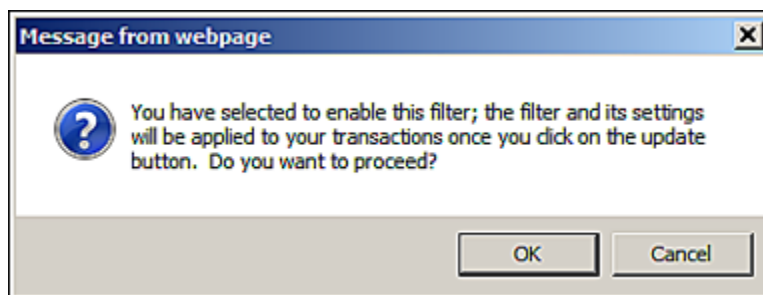 Message from webpage
You have selected to enable this filter; the filter and its settings
will be applied to your transactions once you click on the update
button.  Do you want to proceed?
OK
Cancel